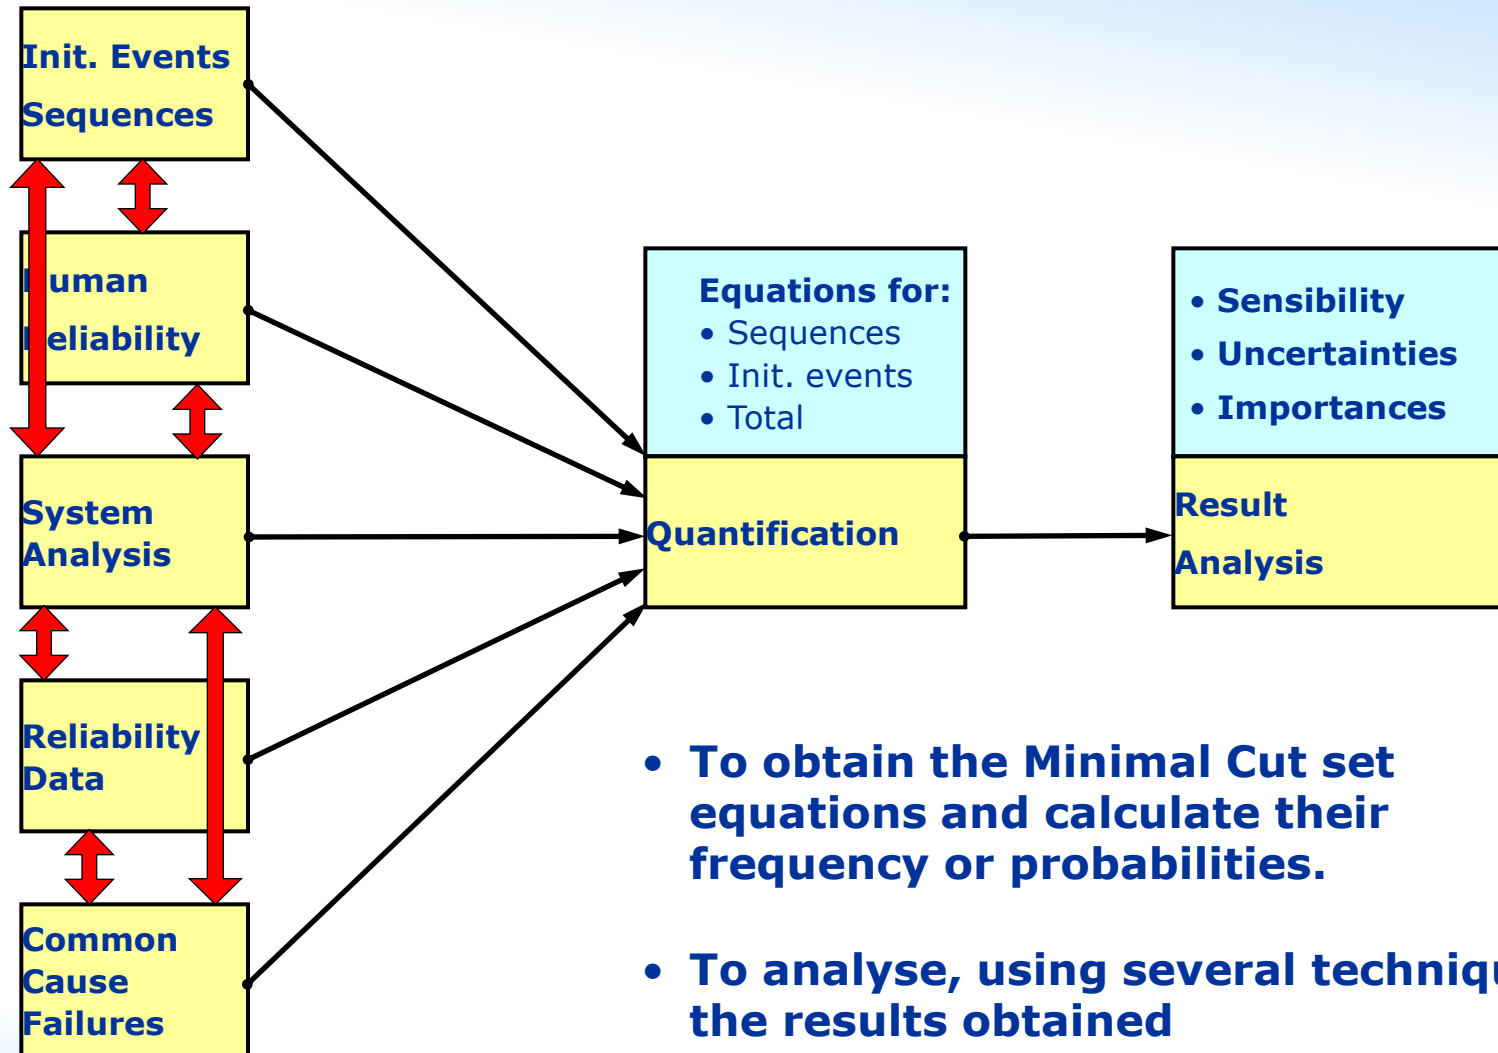 Init. Events
Sequences
uman
eliability
System
Analysis
Reliability
Data
Common
Cause
Failures
Equations for:
• Sequences
• Init. events
• Total
Quantification
• Sensibility
• Uncertainties
• Importances
Result
Analysis
• To obtain the Minimal Cut set
equations and calculate their
frequency or probabilities.
• To analyse, using several techniqu
the results obtained